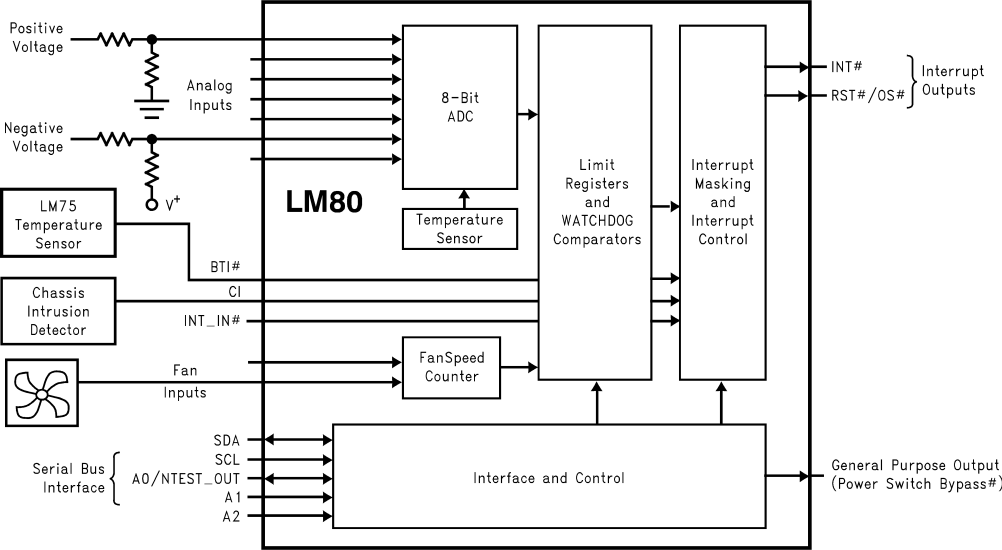 Positive
Voltage
Analog
Inputs
Negative
Voltage
V+
LM75
Temperature
Sensor
BTI#
Chassis
Intrusion
Detector
CI
INT_IN#
Fan
Inputs
Serial Bus
Interface
SDA
SCL
A0/NTEST_OUT
A1
A2
LM80
8-Bit
ADC
Temperature
Sensor
FanSpeed
Counter
Limit
Registers
and
WATCHDOG
Comparators
Interrupt
Masking
and
Interrupt
Control
Interface and Control
INT#
RST#/OS#
Interrupt
Outputs
General Purpose Output
(Power Switch Bypass#)